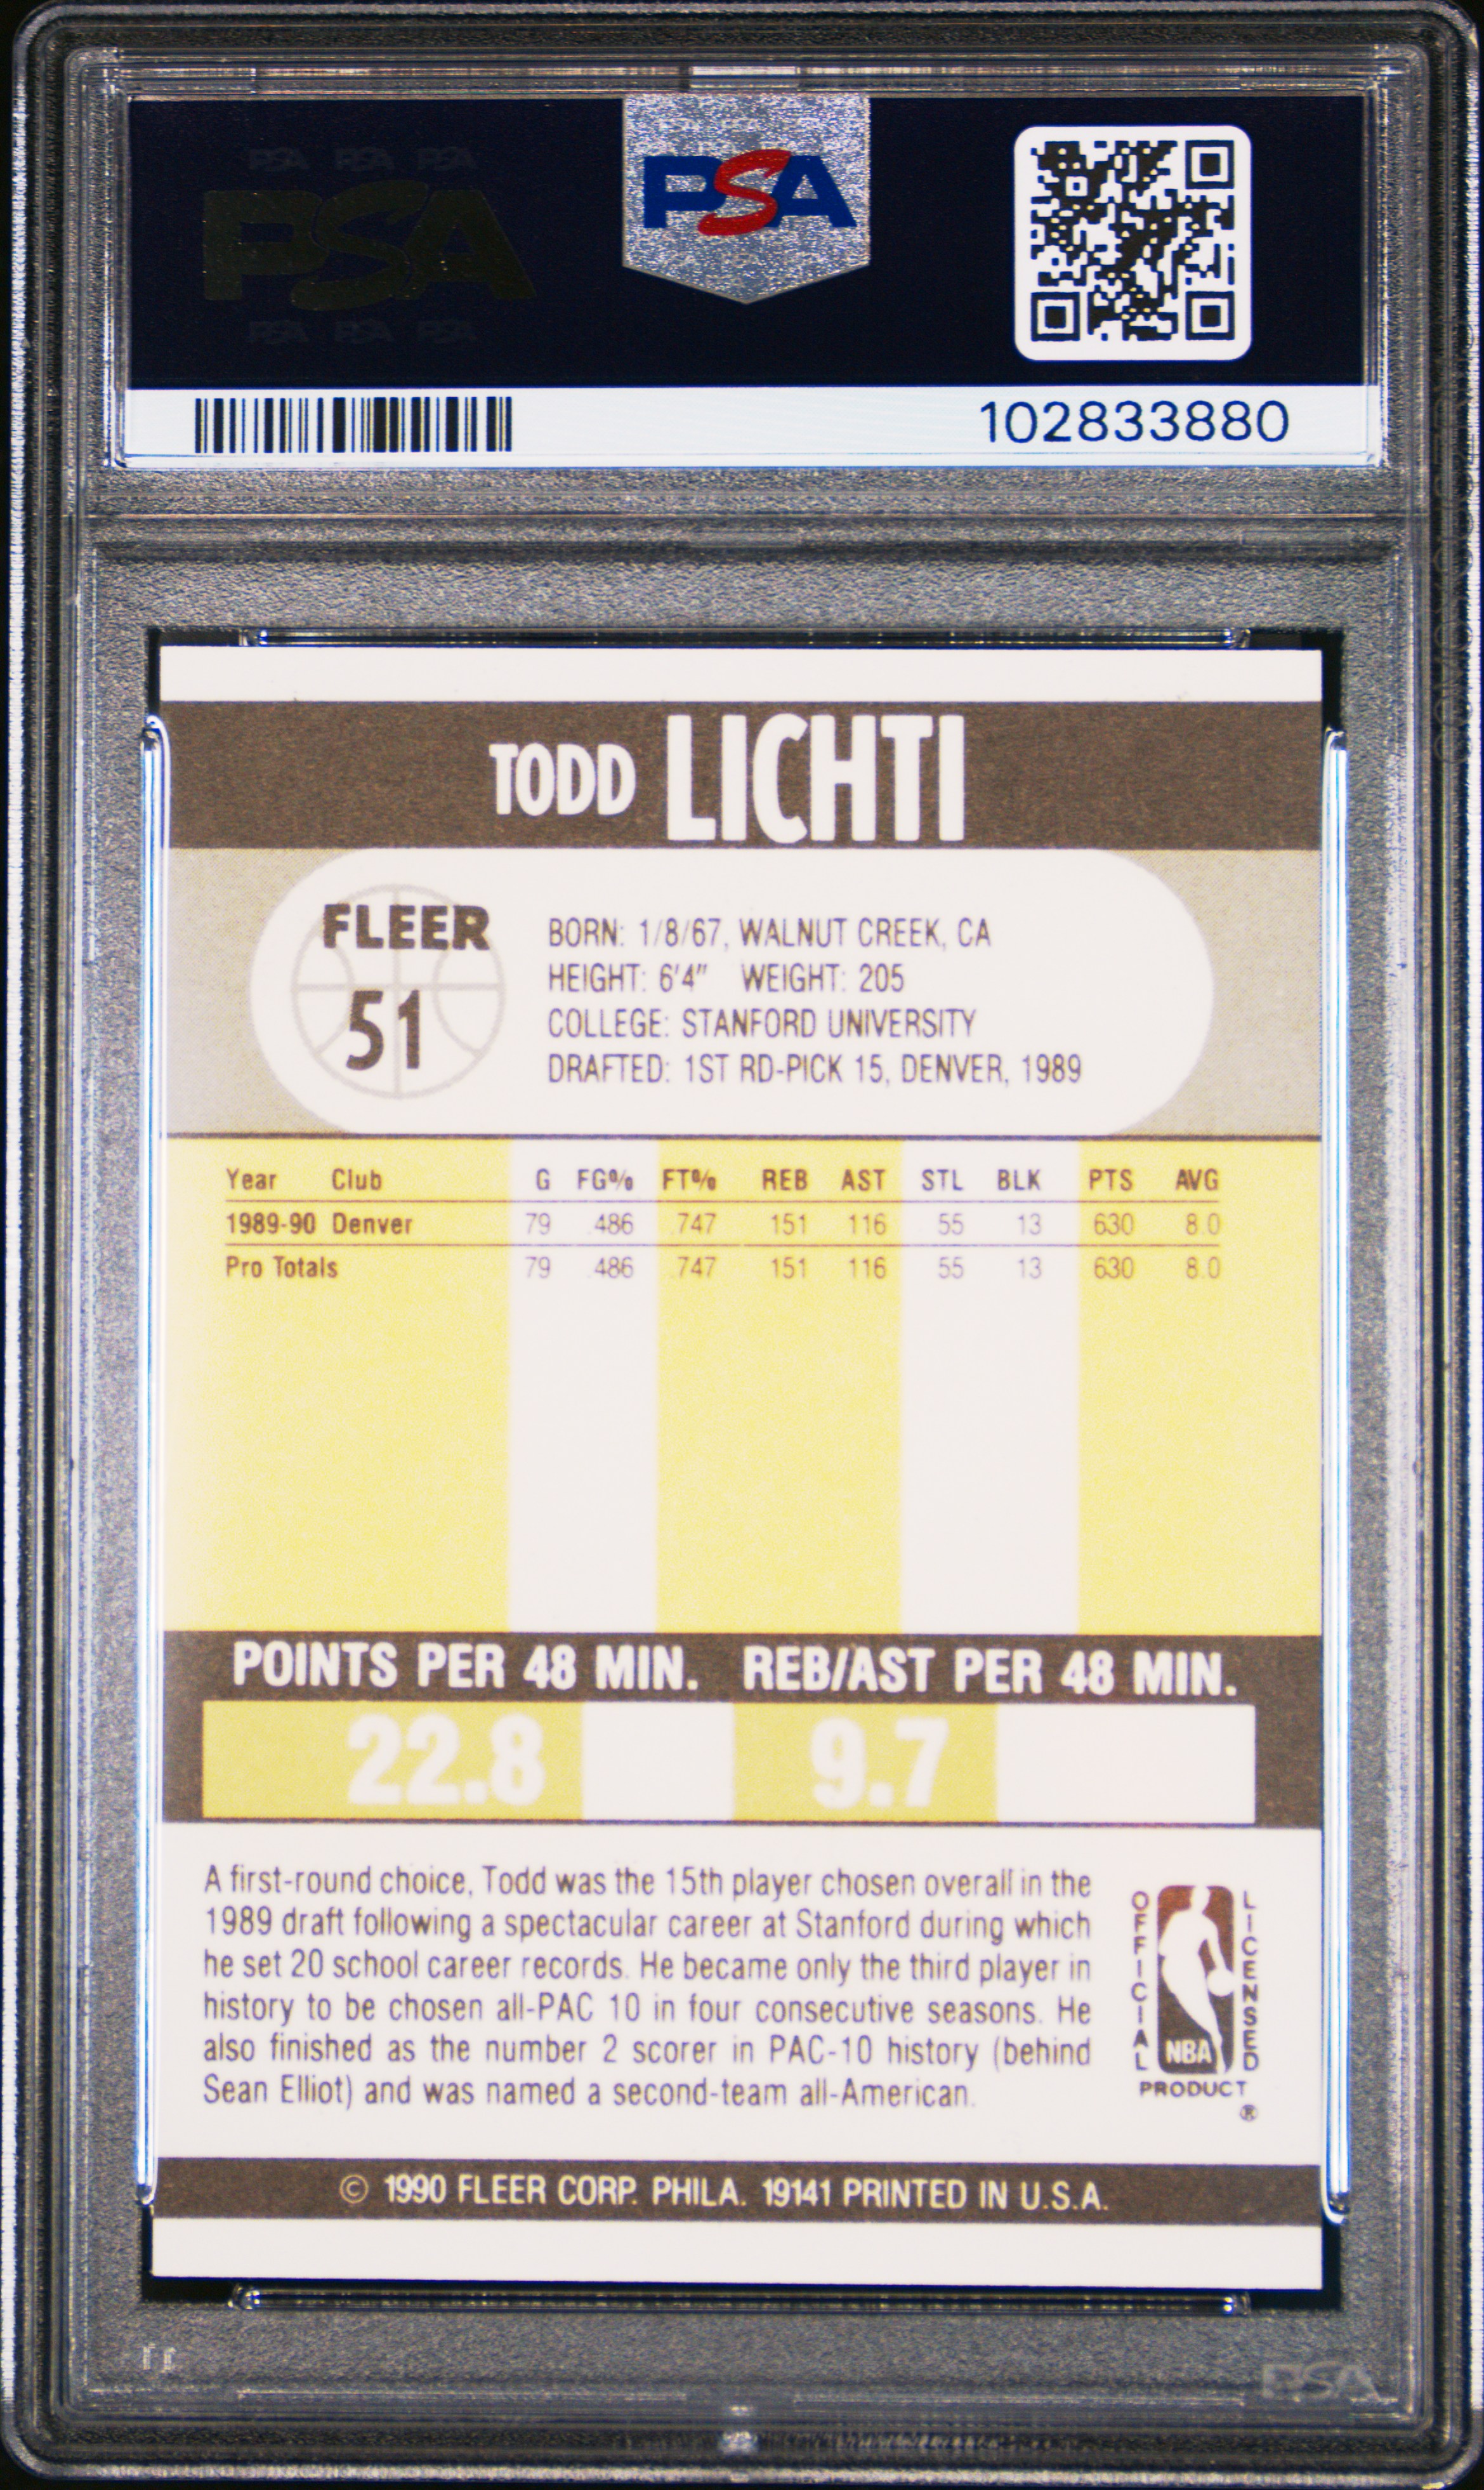 PSA PSA PSA
PSA
PSA PSA PSA
PSA
102833880
TODD LICHTI
FLEER
51
BORN: 1/8/67, WALNUT CREEK, CA
HEIGHT: 6'4" WEIGHT: 205
COLLEGE: STANFORD UNIVERSITY
DRAFTED: 1ST RD-PICK 15, DENVER, 1989
Year Club G FG% FT% REB AST STL BLK PTS AVG
1989-90 Denver 79 .486 .747 151 116 55 13 630 8.0
Pro Totals 79 .486 .747 151 116 55 13 630 8.0
POINTS PER 48 MIN. REB/AST PER 48 MIN.
22.8 9.7
A first-round choice, Todd was the 15th player chosen overall in the
1989 draft following a spectacular career at Stanford during which
he set 20 school career records. He became only the third player in
history to be chosen all-PAC 10 in four consecutive seasons. He
also finished as the number 2 scorer in PAC-10 history (behind
Sean Elliot) and was named a second-team all-American.
OFFICIAL
NBA
LICENSED
PRODUCT
®
© 1990 FLEER CORP. PHILA. 19141 PRINTED IN U.S.A.
PSA